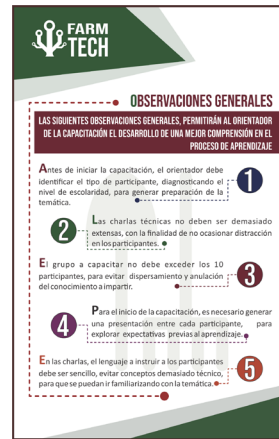 FARM
TECH
OBSERVACIONES GENERALES
LAS SIGUIENTES OBSERVACIONES GENERALES, PERMITIRÁN AL ORIENTADOR
DE LA CAPACITACIÓN EL DESARROLLO DE UNA MEJOR COMPRENSIÓN EN EL
PROCESO DE APRENDIZAJE
Antes de iniciar la capacitación, el orientador debe
identificar el tipo de participante, diagnosticando el
nivel de escolaridad, para generar preparación de la
temática.
1
2
Las charlas técnicas no deben ser demasiado
extensas, con la finalidad de no ocasionar distracción
en los participantes.
El grupo a capacitar no debe exceder los 10
participantes, para evitar dispersamiento y anulación
del conocimiento a impartir.
3
4
Para el inicio de la capacitación, es necesario generar
una presentación entre cada participante, para
explorar expectativas previas al aprendizaje.
En las charlas, el lenguaje a instruir a los participantes
debe ser sencillo, evitar conceptos demasiado técnico,
para que se puedan ir familiarizando con la temática.
5